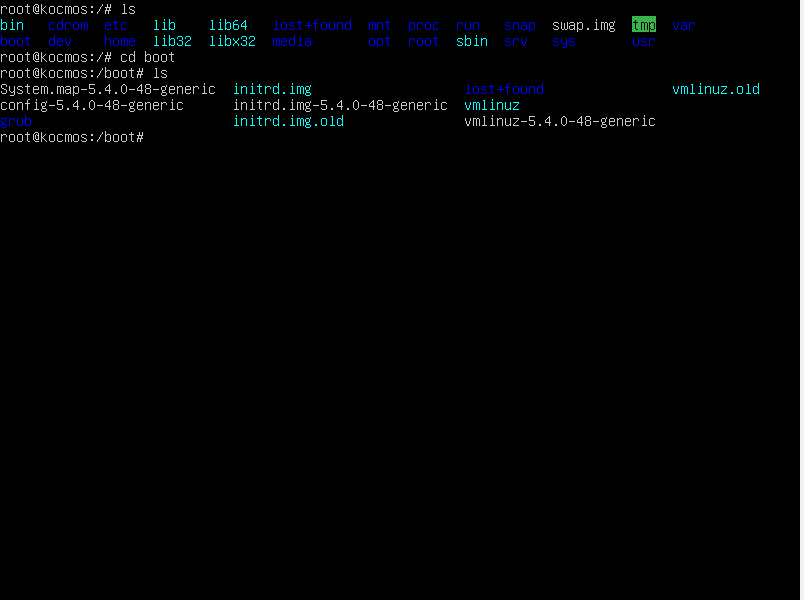 root@kocmos:/# ls
bin   cdrom  etc   lib    lib64   lost+found  mnt  proc  run   snap  swap.img  tmp  var
boot  dev    home  lib32  libx32  media       opt  root  sbin  srv   sys       usr
root@kocmos:/# cd boot
root@kocmos:/boot# ls
System.map-5.4.0-48-generic  initrd.img                   lost+found                vmlinuz.old
config-5.4.0-48-generic      initrd.img-5.4.0-48-generic  vmlinuz
grub                         initrd.img.old               vmlinuz-5.4.0-48-generic
root@kocmos:/boot#